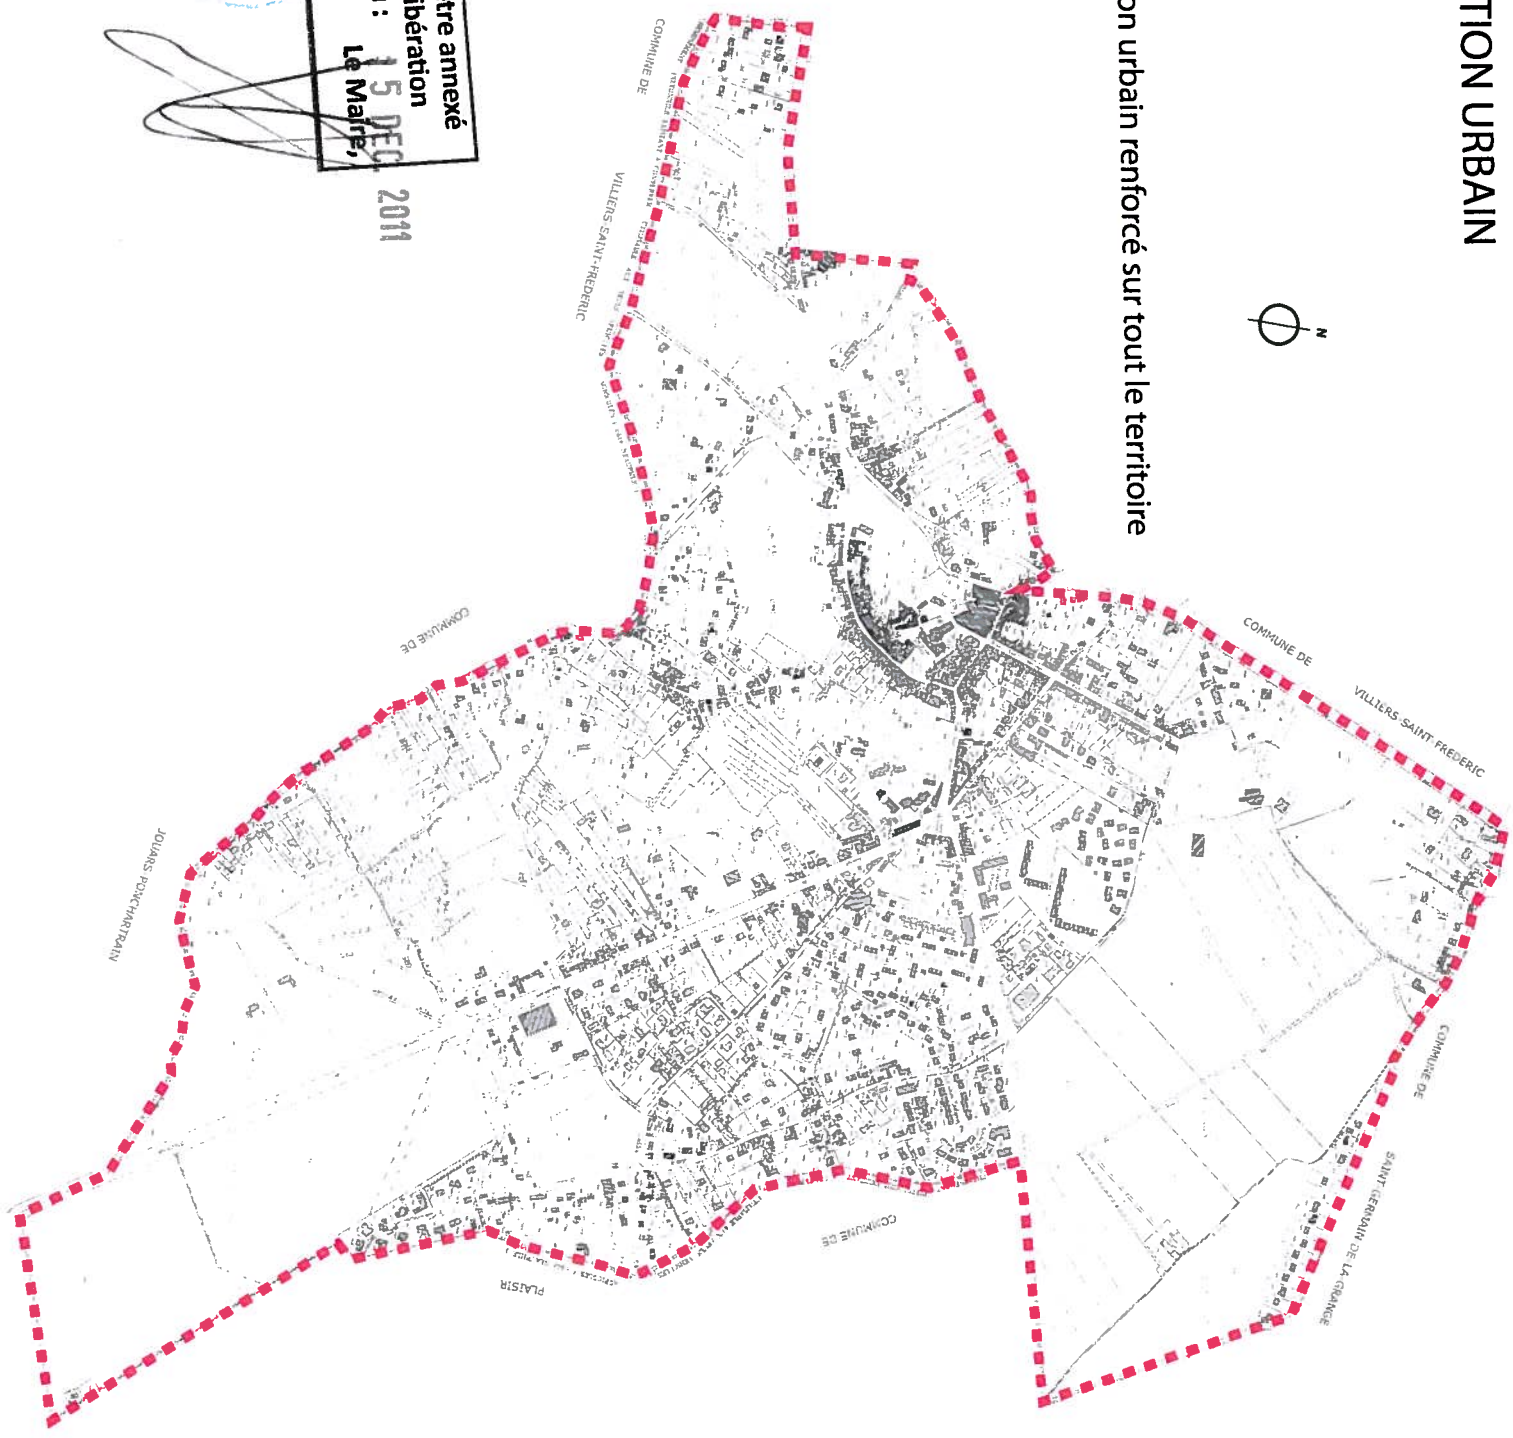 TION URBAIN
on urbain renforcé sur tout le territoire
N
tre annexé
ibération
:
15 DEC. 2011
Le Maire,
COMMUNE DE
VILLIERS-SAINT-FREDERIC
COMMUNE DE
VILLIERS SAINT FREDERIC
COMMUNE DE
SAINT GERMAIN DE LA GRANGE
COMMUNE DE
PLAISIR
COMMUNE DE
JOUARS PONCHARTRAIN